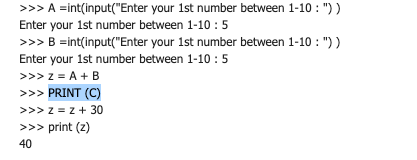 >>> A =int(input("Enter your 1st number between 1-10 : ") )
Enter your 1st number between 1-10 : 5
>>> B =int(input("Enter your 1st number between 1-10 : ") )
Enter your 1st number between 1-10 : 5
>>> z = A + B
>>> PRINT (C)
>>> z = z + 30
>>> print (z)
40